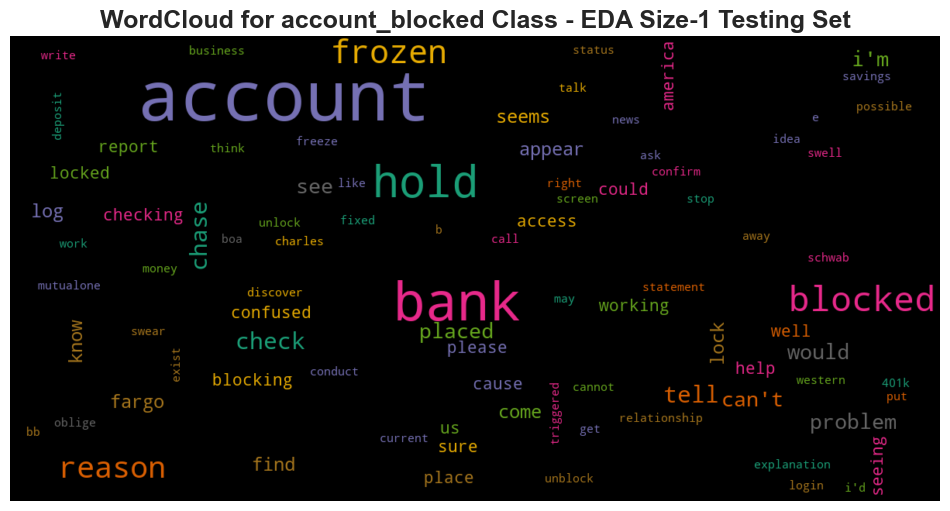 WordCloud for account_blocked Class - EDA Size-1 Testing Set
write
business
frozen
status
america
i'm
savings
account
talk
deposit
possible
seems
news
e
report
think
freeze
appear
ask
idea
swell
locked
see
like
hold
right
could
confirm
screen
stop
log
checking
chase
unlock
fixed
access
work
boa
charles
b
call
away
money
schwab
mutualone
discover
bank
may
statement
blocked
confused
working
know
swear
check
placed
please
lock
well
would
exist
blocking
conduct
cause
cannot
help
western
401k
fargo
come
triggered
tell
can't
put
oblige
us
get
relationship
problem
bb
current
sure
reason
find
place
unblock
explanation
seeing
login
i'd